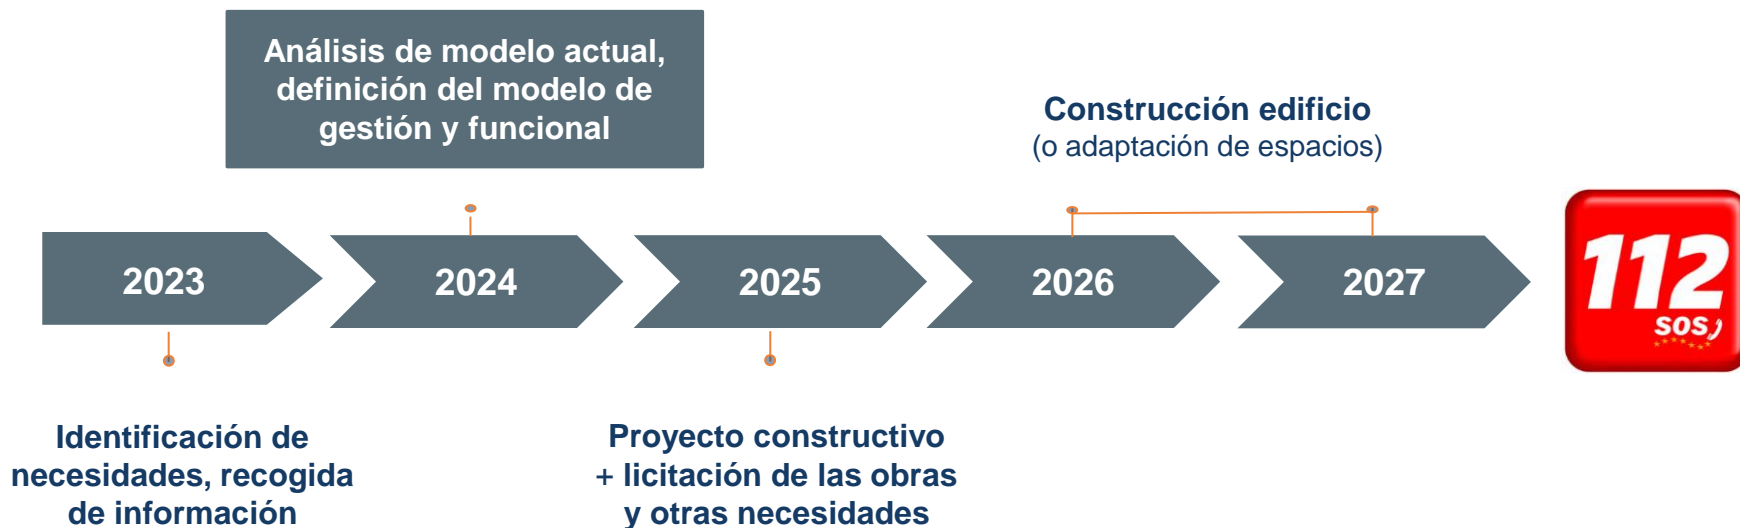 Análisis de modelo actual,
definición del modelo de
gestión y funcional
Construcción edificio
(o adaptación de espacios)
2023
2024
2025
2026
2027
112
SOS
Identificación de
necesidades, recogida
de información
Proyecto constructivo
+ licitación de las obras
y otras necesidades